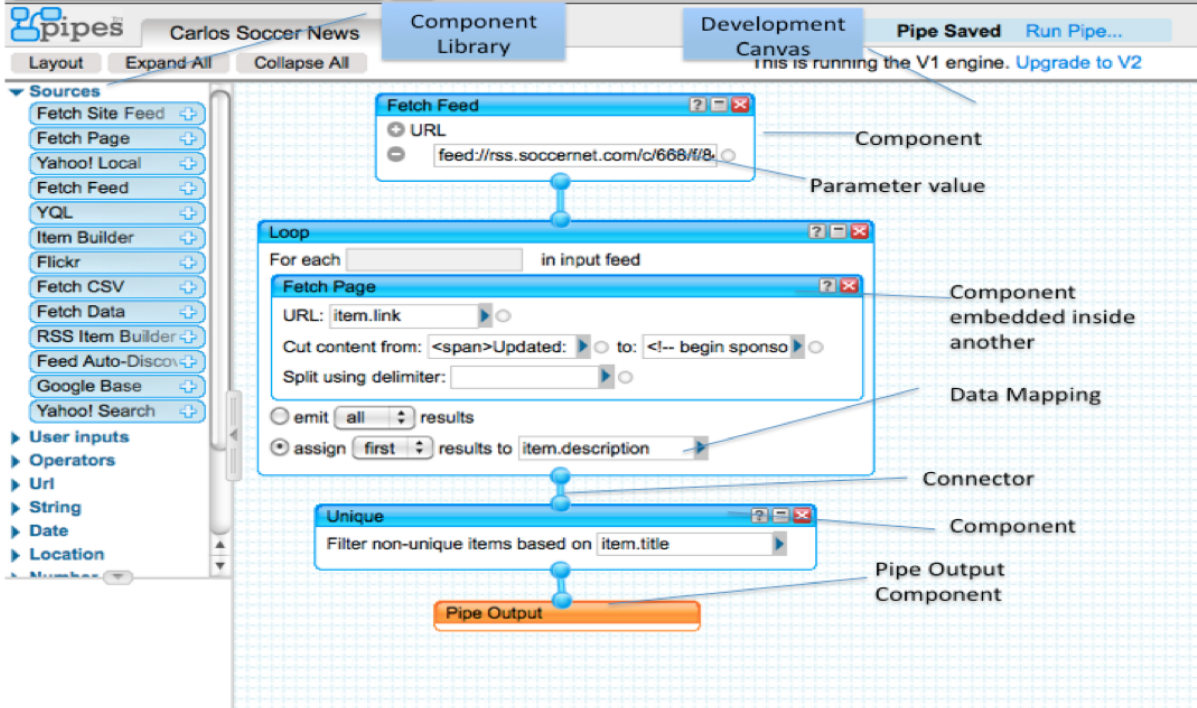 pipes
Carlos Soccer News
Component
Library
Development
Canvas
Pipe Saved
Run Pipe...
Layout
Expand All
Collapse All
This is running the V1 engine. Upgrade to V2
Sources
Fetch Site Feed
Fetch Page
Yahoo! Local
Fetch Feed
YQL
Item Builder
Flickr
Fetch CSV
Fetch Data
RSS Item Builder
Feed Auto-Discov
Google Base
Yahoo! Search
User inputs
Operators
Url
String
Date
Location
Number
Fetch Feed
URL
feed://rss.soccernet.com/c/668/f/8
Component
Parameter value
Loop
For each in input feed
Fetch Page
URL: item.link
Cut content from: <span>Updated: to: <!-- begin sponso
Split using delimiter:
emit all results
assign first results to item.description
Component
embedded inside
another
Data Mapping
Connector
Unique
Filter non-unique items based on item.title
Component
Pipe Output
Pipe Output
Component